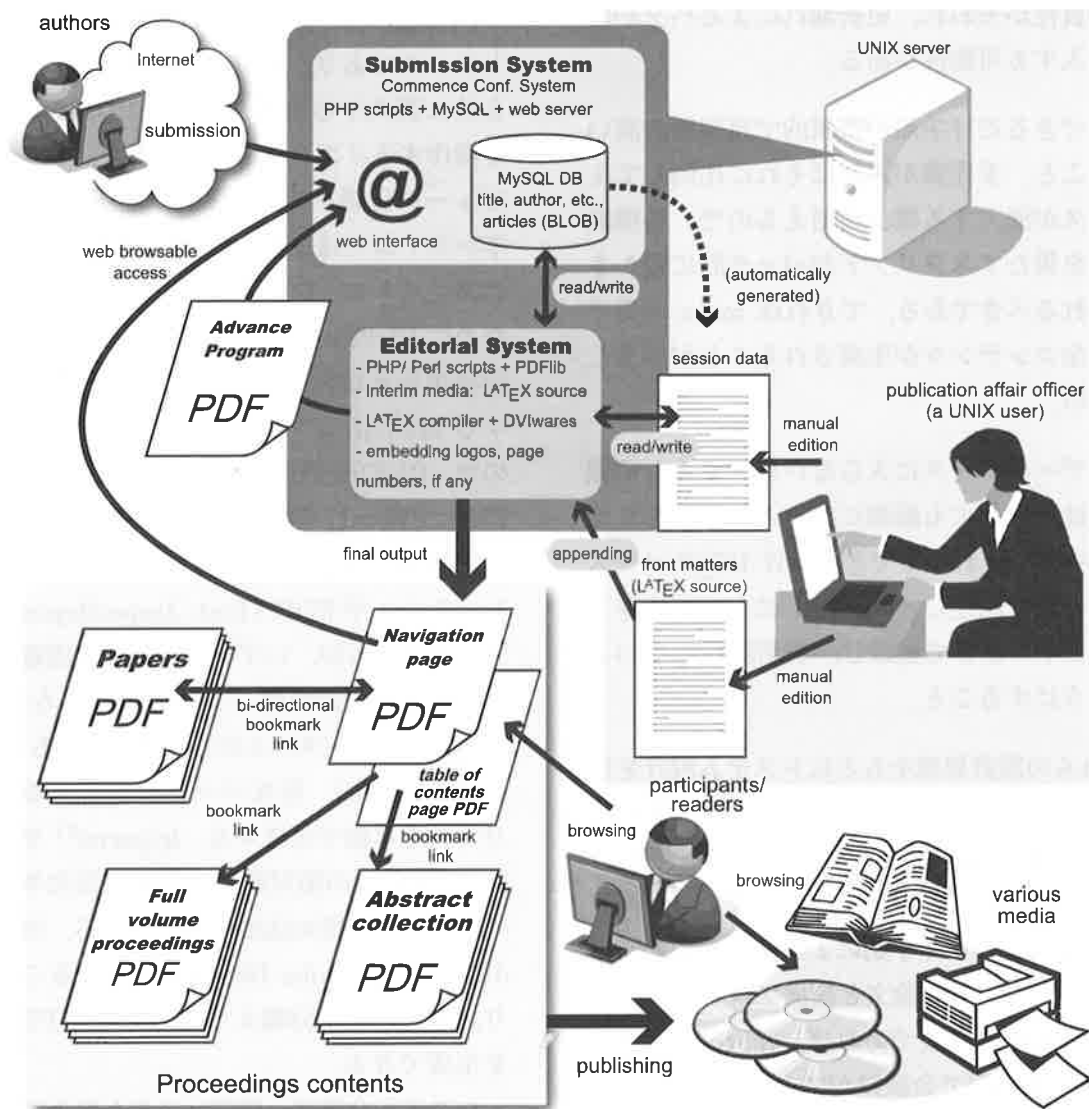 authors
Internet
submission
Submission System
Commence Conf. System
PHP scripts + MySQL + web server
UNIX server
@
web interface
MySQL DB
title, author, etc.,
articles (BLOB)
web browsable
access
read/write
(automatically
generated)
Advance
Program
PDF
Editorial System
- PHP/ Perl scripts + PDFlib
- Interim media: LATEX source
- LATEX compiler + DVIwares
- embedding logos, page
numbers, if any
session data
read/write
manual
edition
publication affair officer
(a UNIX user)
final output
appending
front matters
(LATEX source)
manual
edition
Papers
PDF
bi-directional
bookmark
link
Navigation
page
PDF
table of
contents
page PDF
bookmark
link
bookmark
link
Full
volume
proceedings
PDF
Abstract
collection
PDF
participants/
readers
browsing
browsing
various
media
publishing
Proceedings contents